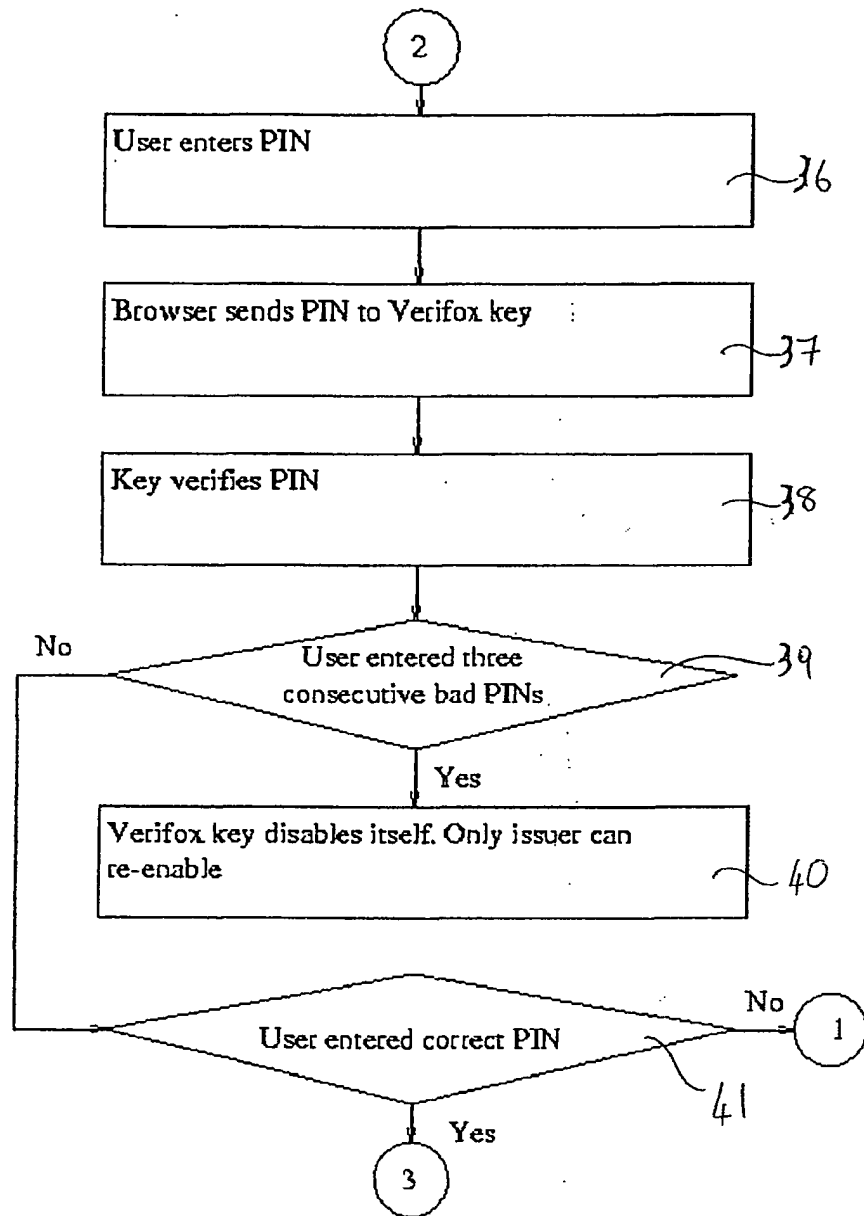 2
User enters PIN
36
Browser sends PIN to Verifox key
37
Key verifies PIN
38
No
User entered three
consecutive bad PINs
39
Yes
Verifox key disables itself. Only issuer can
re-enable
40
User entered correct PIN
No
1
41
Yes
3